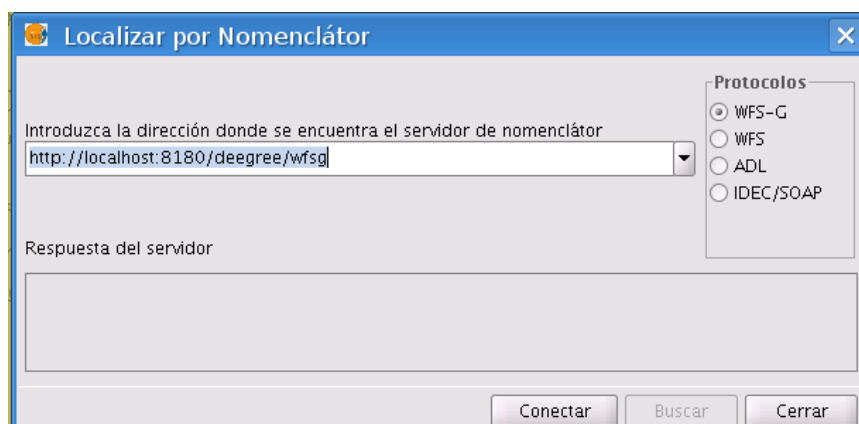 Localizar por Nomenclátor
Protocolos
WFS-G
WFS
ADL
IDEC/SOAP
Introduzca la dirección donde se encuentra el servidor de nomenclátor
http://localhost:8180/deegree/wfsg
Respuesta del servidor
Conectar
Buscar
Cerrar